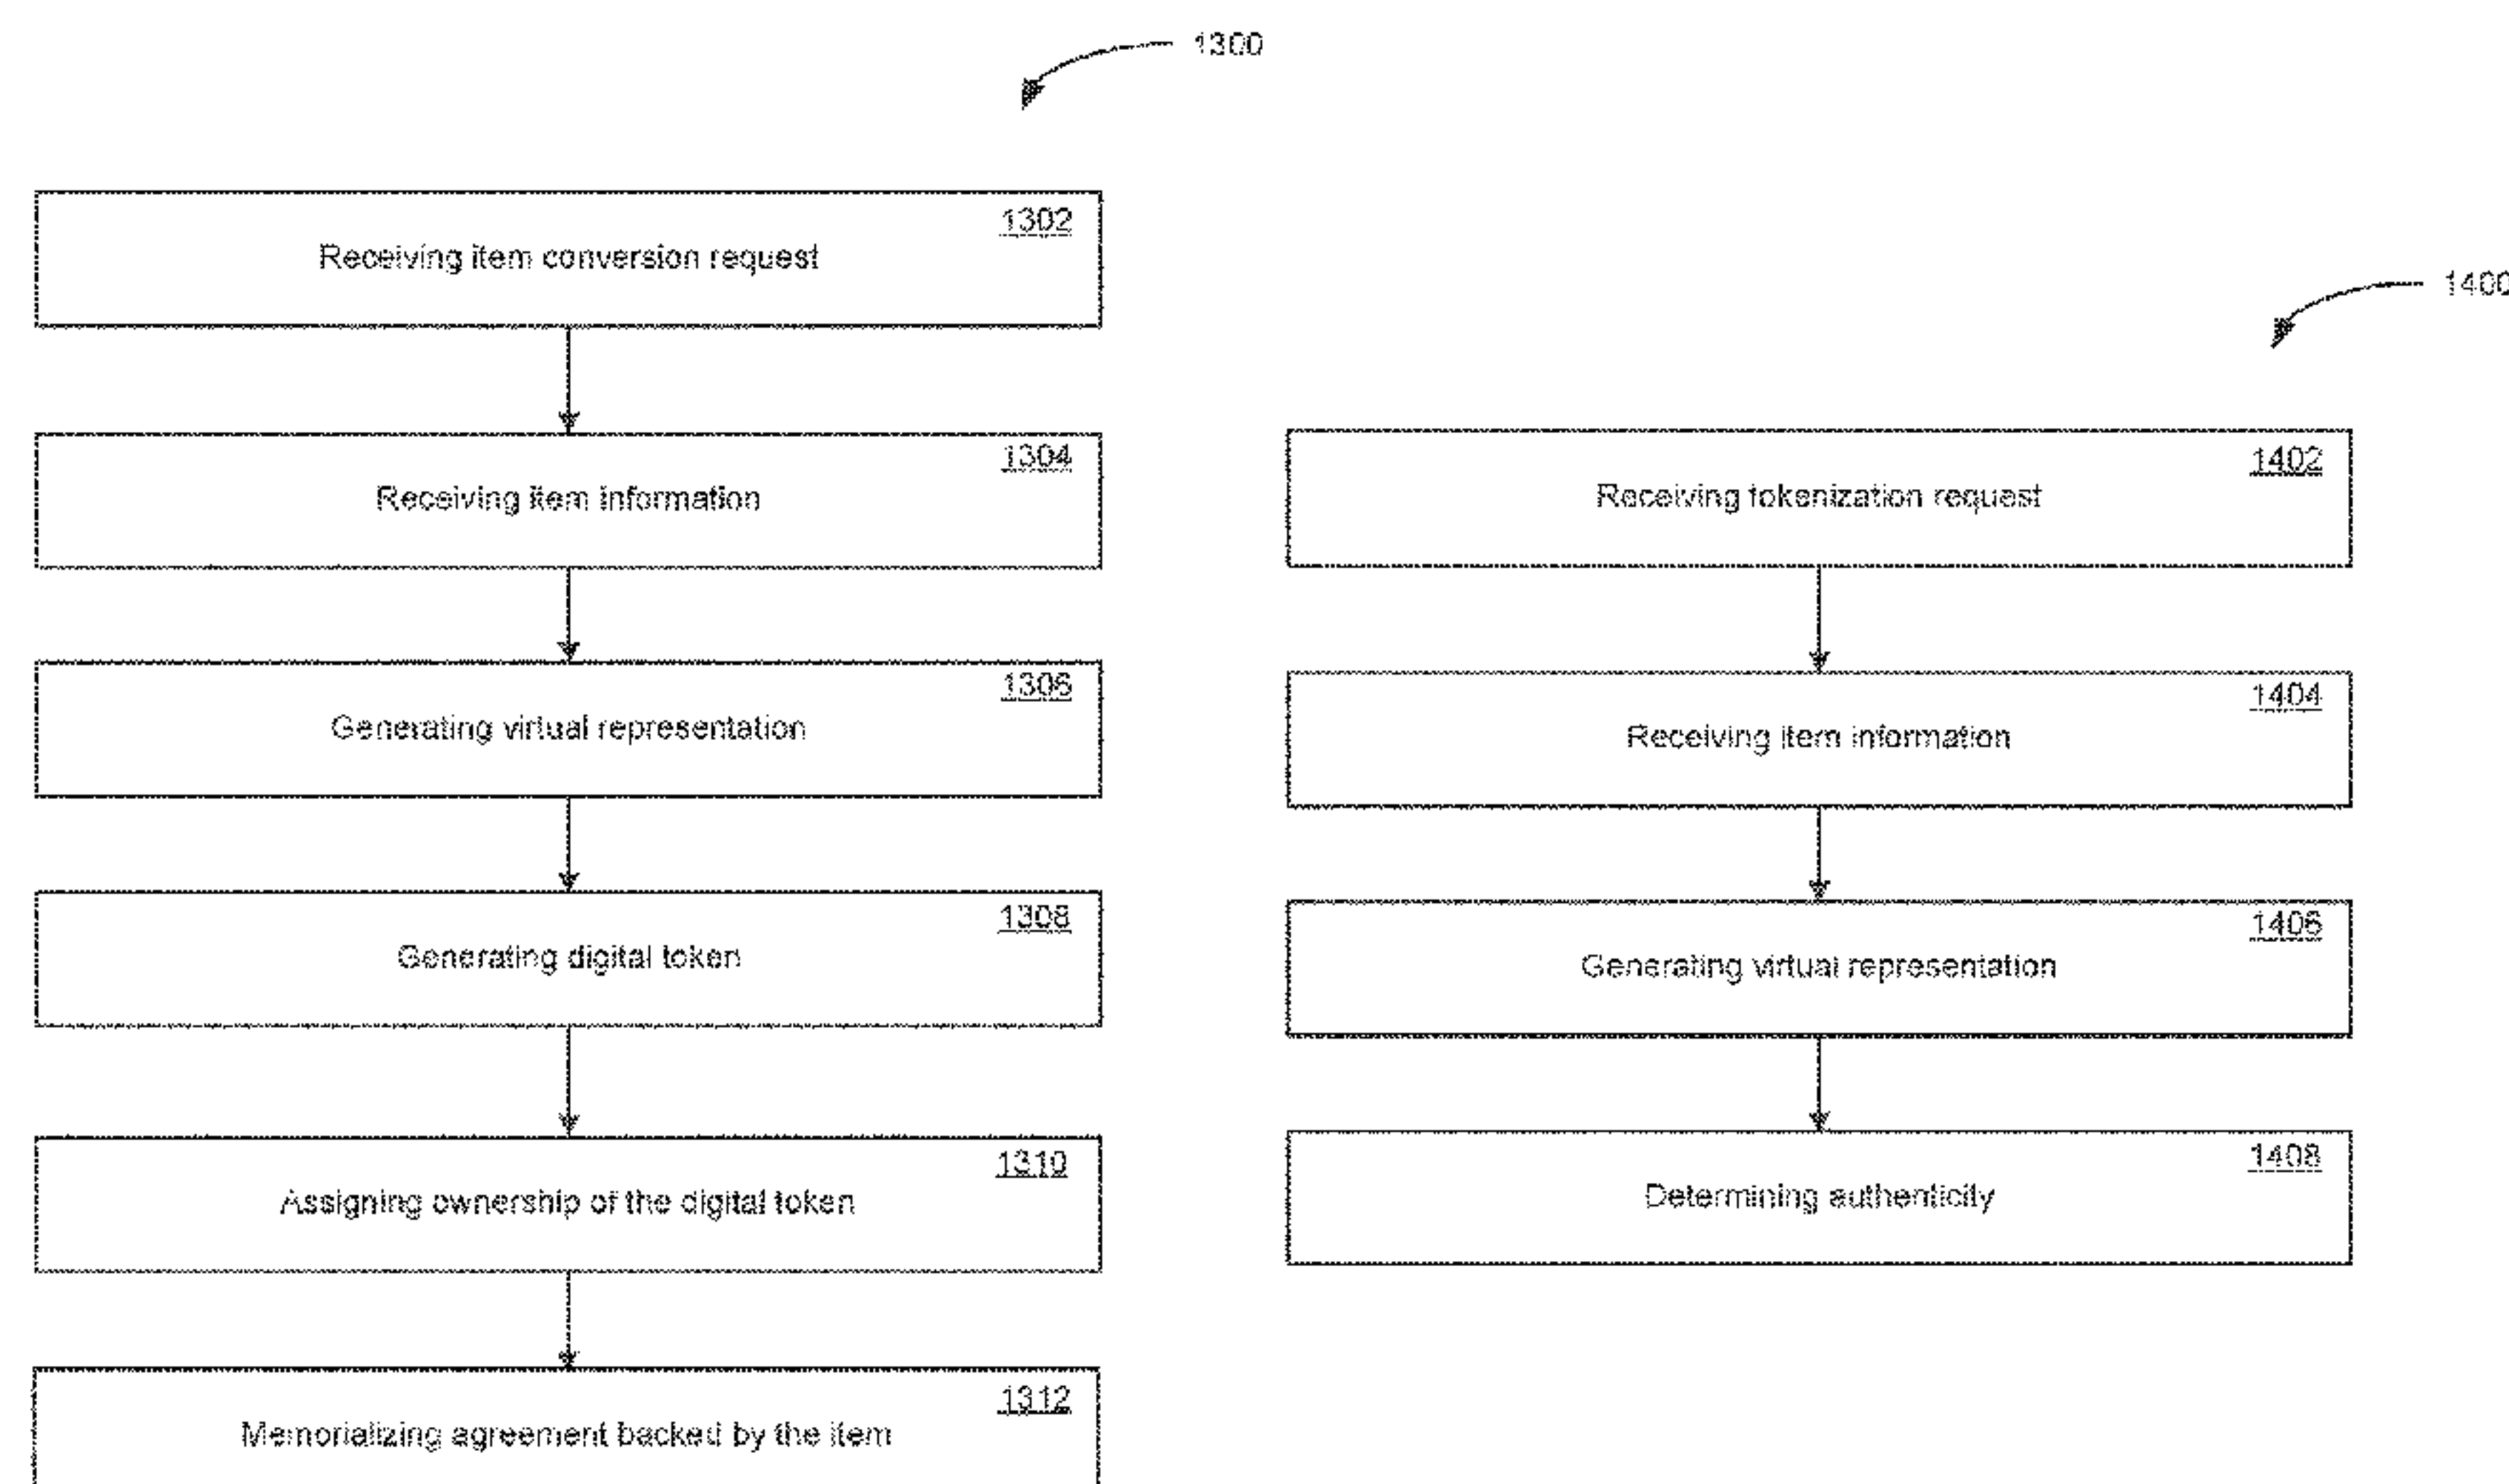 1300
1302
Receiving item conversion request
1304
Receiving item information
1306
Generating virtual representation
1308
Generating digital token
1310
Assigning ownership of the digital token
1312
Memorializing agreement backed by the item
1400
1402
Receiving tokenization request
1404
Receiving item information
1406
Generating virtual representation
1408
Determining authenticity